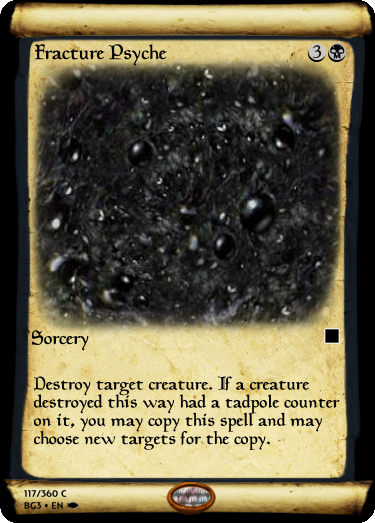 Fracture Psyche 3
Sorcery
Destroy target creature. If a creature
destroyed this way had a tadpole counter
on it, you may copy this spell and may
choose new targets for the copy.
117/360 C
BG3 • EN